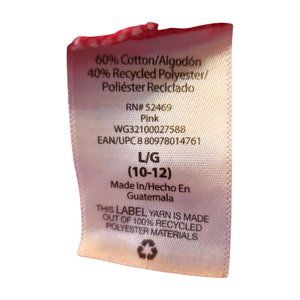 60% Cotton/Algodón
40% Recycled Polyester/
Poliéster Reciclado
RN# 52469
Pink
WG32100027588
EAN/UPC 8 80978014761
L/G
(10-12)
Made In/Hecho En
Guatemala
THIS LABEL YARN IS MADE
OUT OF 100% RECYCLED
POLYESTER MATERIALS